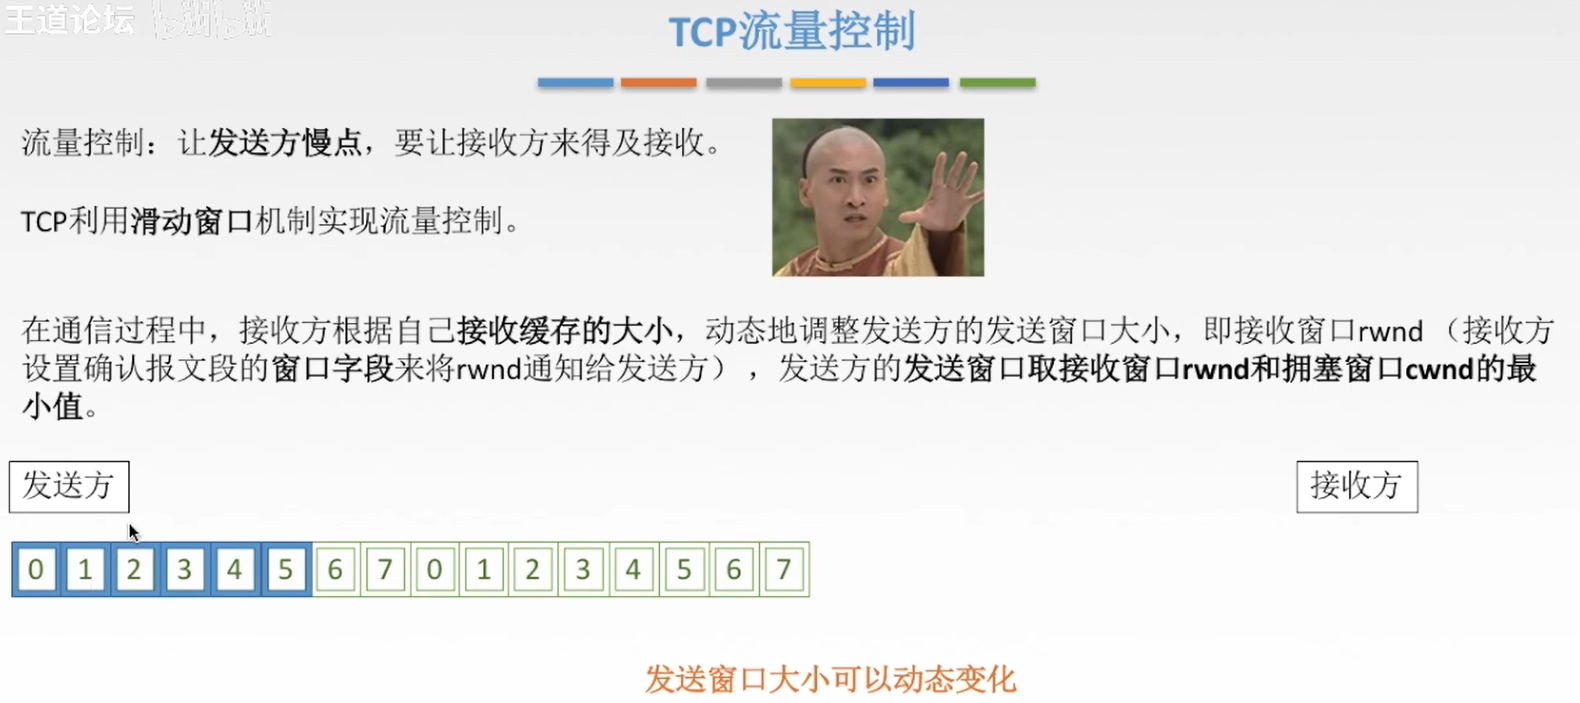 王道论坛 bilibili
TCP流量控制
流量控制：让发送方慢点，要让接收方来得及接收。
TCP利用滑动窗口机制实现流量控制。
在通信过程中，接收方根据自己接收缓存的大小，动态地调整发送方的发送窗口大小，即接收窗口rwnd（接收方
设置确认报文段的窗口字段来将rwnd通知给发送方），发送方的发送窗口取接收窗口rwnd和拥塞窗口cwnd的最
小值。
发送方 接收方
0 1 2 3 4 5 6 7 0 1 2 3 4 5 6 7
发送窗口大小可以动态变化